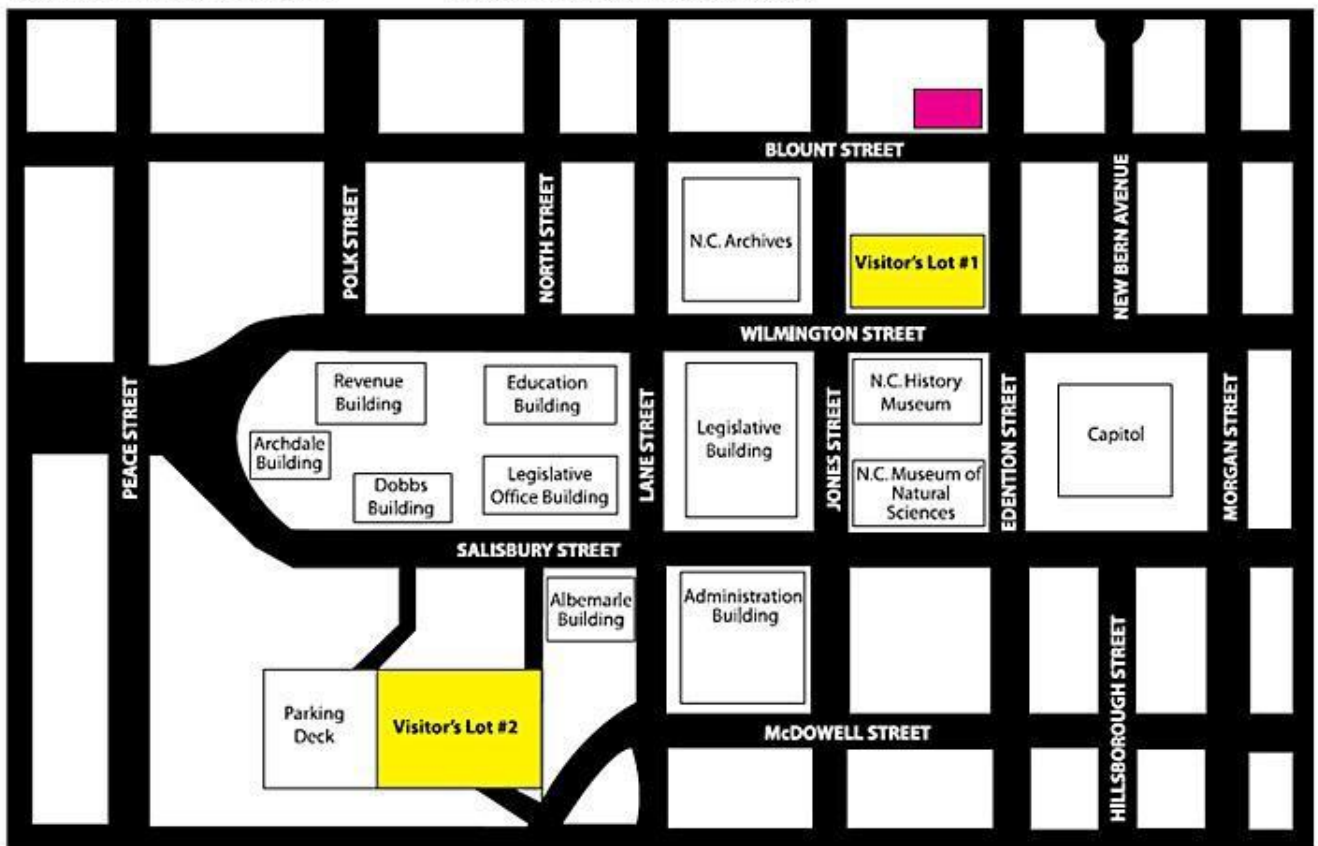 BLOUNT STREET
POLK STREET
NORTH STREET
NEW BERN AVENUE
N.C. Archives
Visitor's Lot #1
WILMINGTON STREET
PEACE STREET
Revenue
Building
Education
Building
Archdale
Building
Dobbs
Building
Legislative
Office Building
LANE STREET
Legislative
Building
JONES STREET
N.C. History
Museum
N.C. Museum of
Natural
Sciences
EDENTION STREET
Capitol
MORGAN STREET
SALISBURY STREET
Albemarle
Building
Administration
Building
Parking
Deck
Visitor's Lot #2
McDOWELL STREET
HILLSBOROUGH STREET